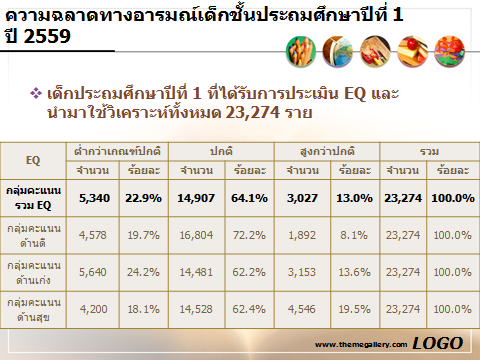 ความฉลาดทางอารมณ์เด็กชั้นประถมศึกษาปีที่ 1
ปี 2559
เด็กประถมศึกษาปีที่ 1 ที่ได้รับการประเมิน EQ และ
นำมาใช้วิเคราะห์ทั้งหมด 23,274 ราย
EQ ต่ำกว่าเกณฑ์ปกติ ปกติ สูงกว่าปกติ รวม
จำนวน ร้อยละ จำนวน ร้อยละ จำนวน ร้อยละ จำนวน ร้อยละ
กลุ่มคะแนน
รวม EQ 5,340 22.9% 14,907 64.1% 3,027 13.0% 23,274 100.0%
กลุ่มคะแนน
ด้านดี 4,578 19.7% 16,804 72.2% 1,892 8.1% 23,274 100.0%
กลุ่มคะแนน
ด้านเก่ง 5,640 24.2% 14,481 62.2% 3,153 13.6% 23,274 100.0%
กลุ่มคะแนน
ด้านสุข 4,200 18.1% 14,528 62.4% 4,546 19.5% 23,274 100.0%
www.themegallery.com LOGO